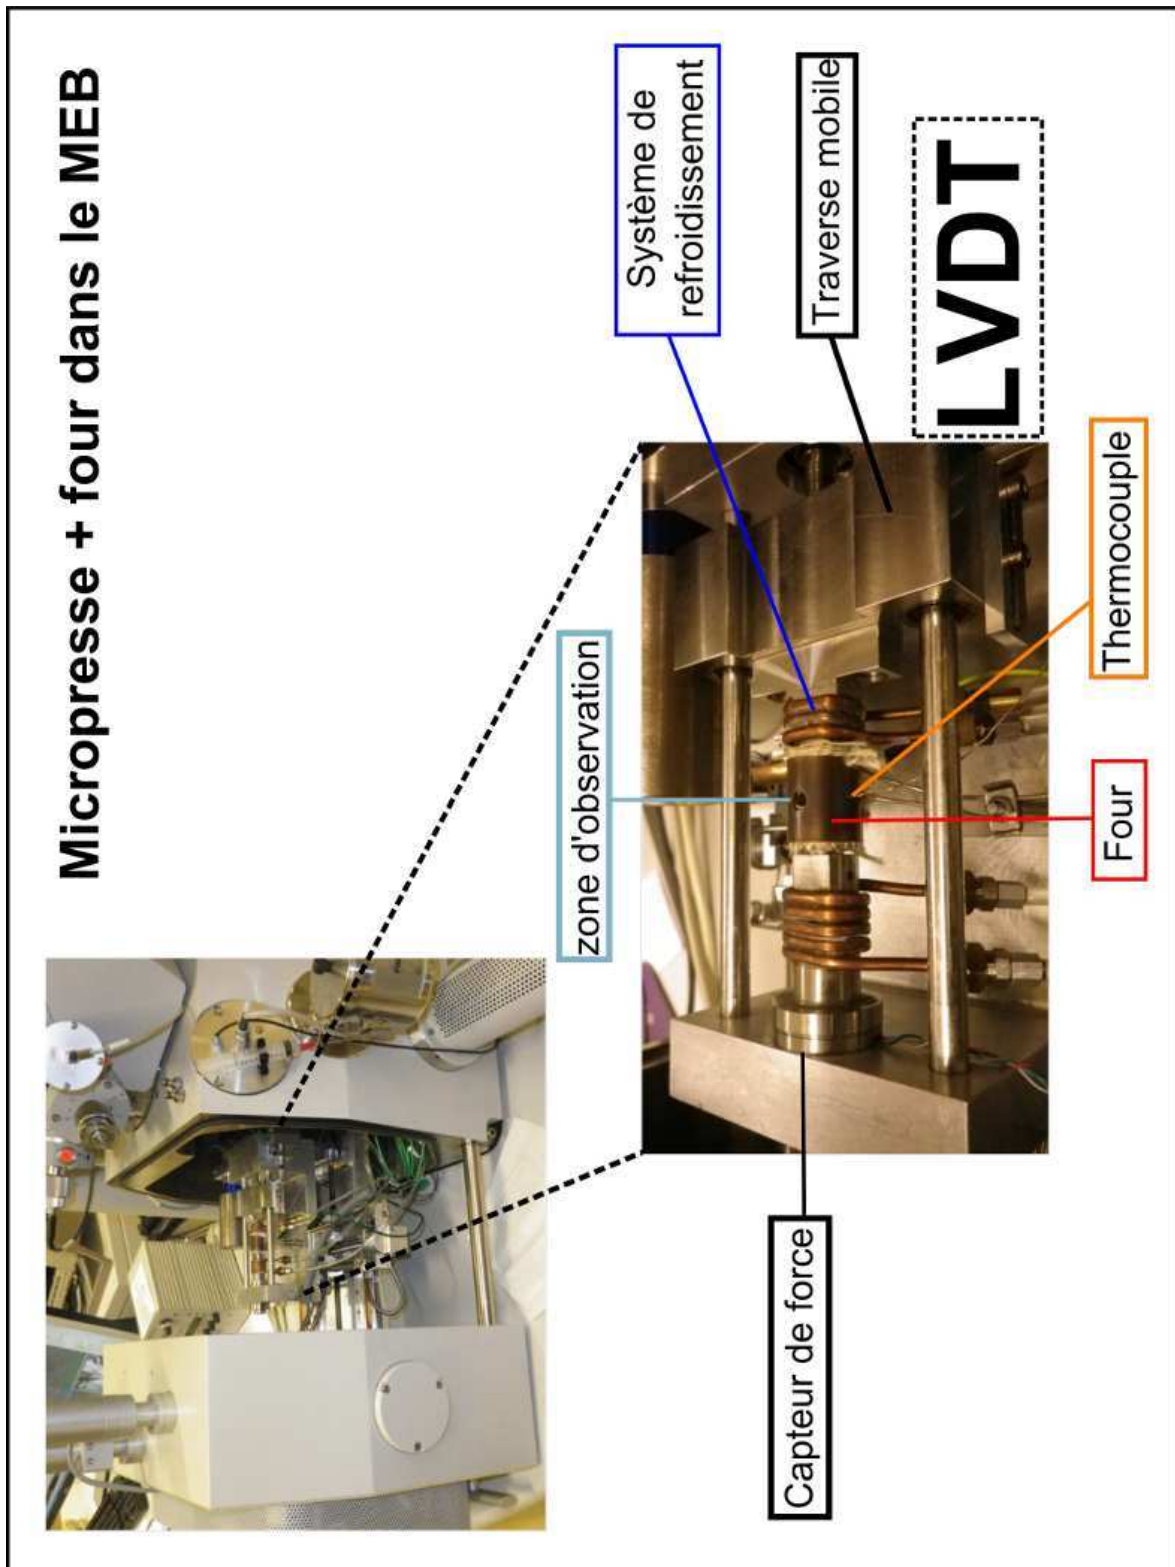 Micropresse + four dans le MEB
zone d'observation
Système de
refroidissement
Traverse mobile
Capteur de force
Four
Thermocouple
LVDT